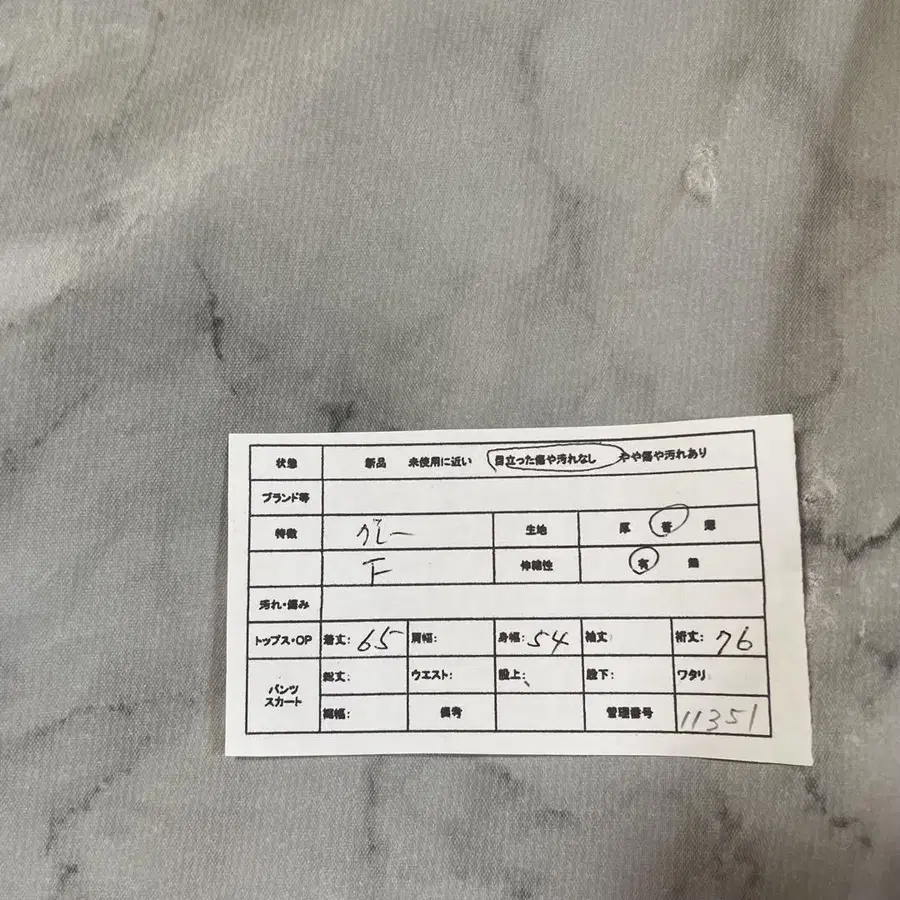 状態 新品 未使用に近い 目立った傷や汚れなし やや傷や汚れあり
ブランド等
特徴 グレー 生地 厚 普 薄
F 伸縮性 有 無
汚れ・傷み
トップス・OP 着丈: 65 肩幅: 身幅: 54 袖丈 裄丈: 76
パンツ スカート 総丈: ウエスト: 股上: 股下: ワタリ
裾幅: 備考 管理番号 11351